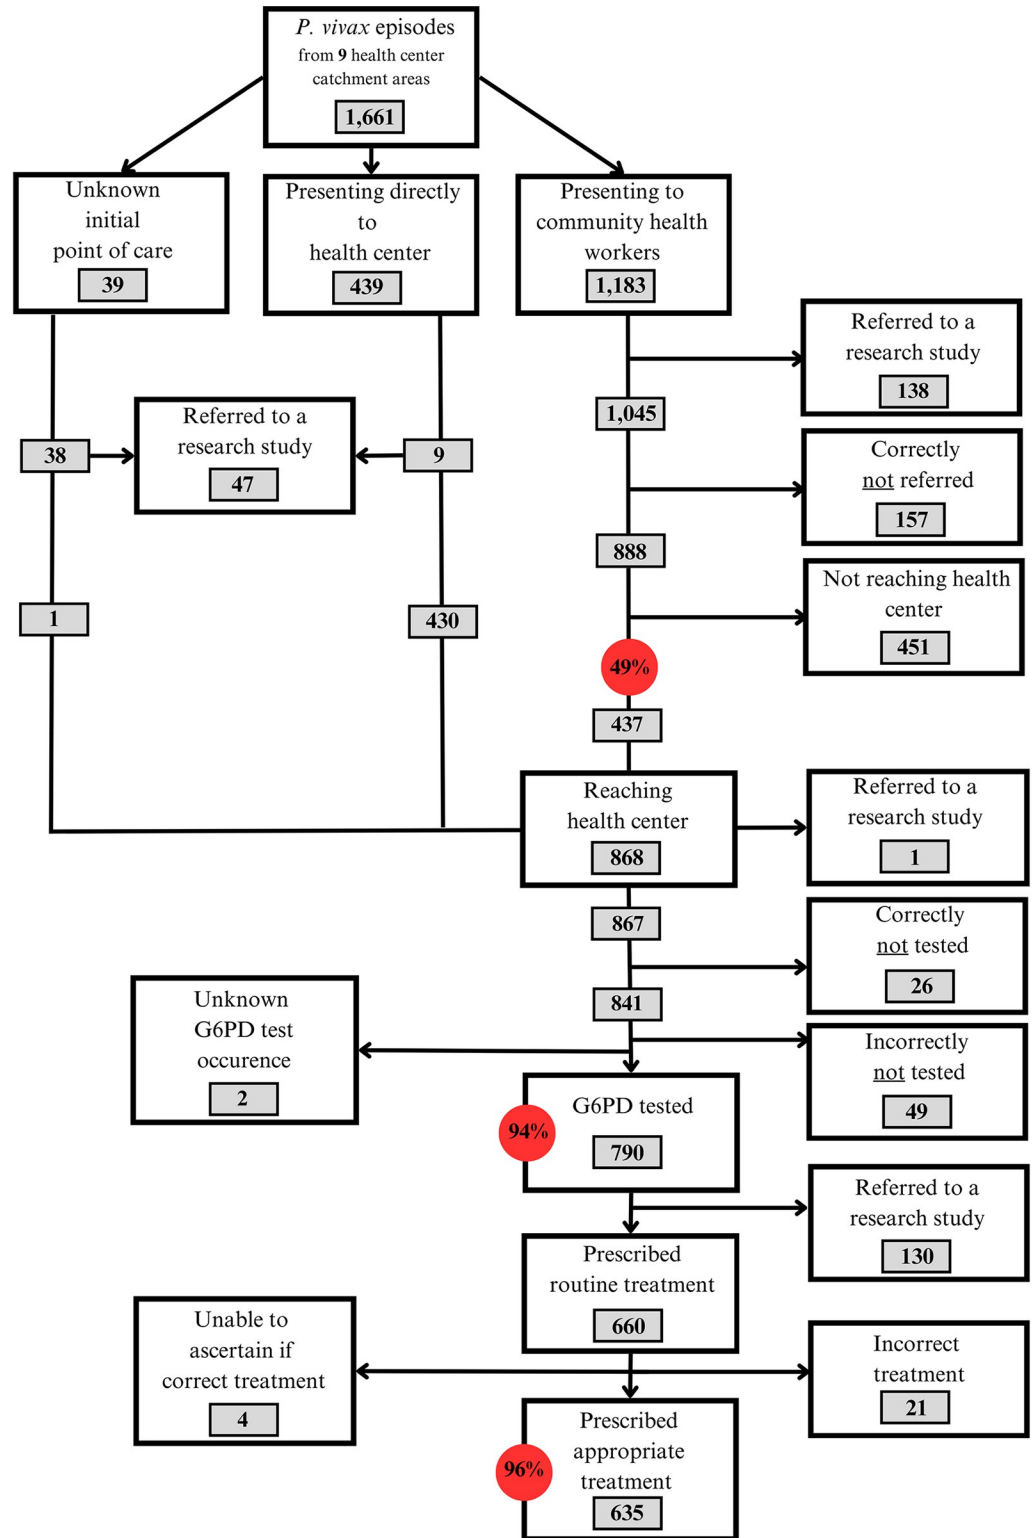 P. vivax episodes
from 9 health center
catchment areas
1,661
Unknown
initial
point of care
39
Presenting directly
to
health center
439
Presenting to
community health
workers
1,183
Referred to a
research study
138
1,045
Referred to a
research study
47
38
9
Correctly
not referred
157
888
Not reaching health
center
451
1
430
49%
437
Reaching
health center
868
Referred to a
research study
1
867
Correctly
not tested
26
841
Unknown
G6PD test
occurence
2
Incorrectly
not tested
49
G6PD tested
94%
790
Referred to a
research study
130
Prescribed
routine treatment
660
Unable to
ascertain if
correct treatment
4
Incorrect
treatment
21
Prescribed
appropriate
treatment
96%
635